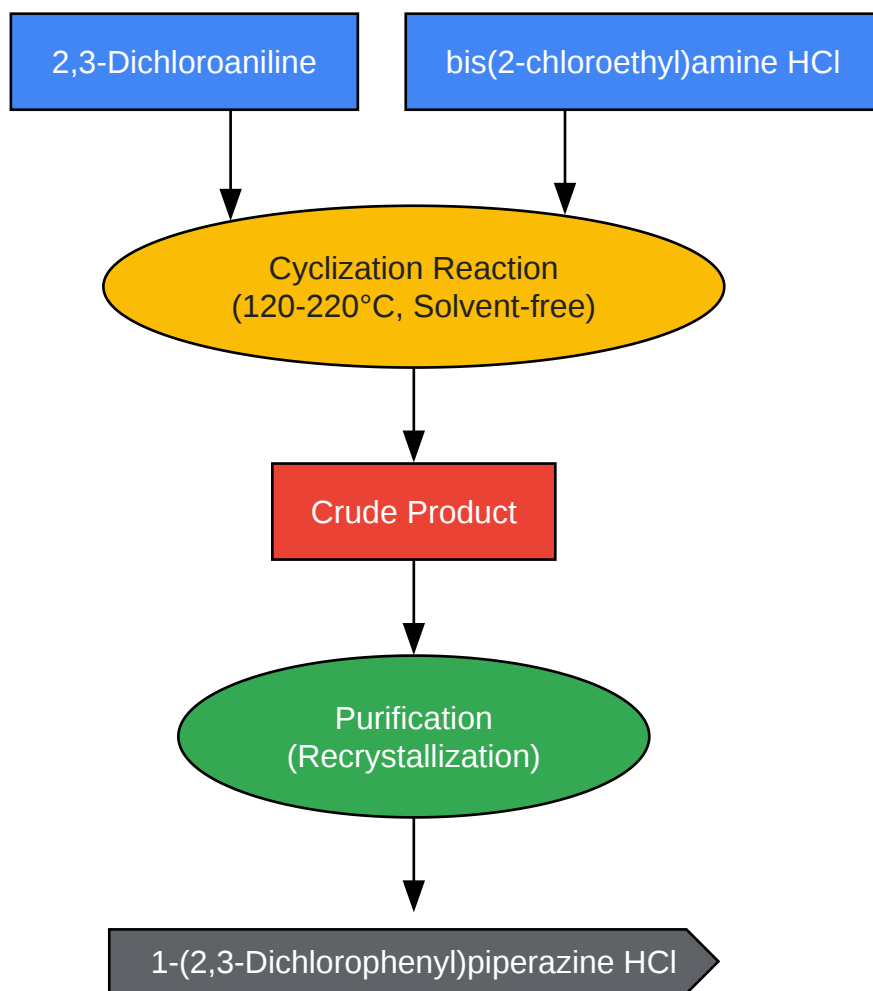 2,3-Dichloroaniline
bis(2-chloroethyl)amine HCl
Cyclization Reaction
(120-220°C, Solvent-free)
Crude Product
Purification
(Recrystallization)
1-(2,3-Dichlorophenyl)piperazine HCl